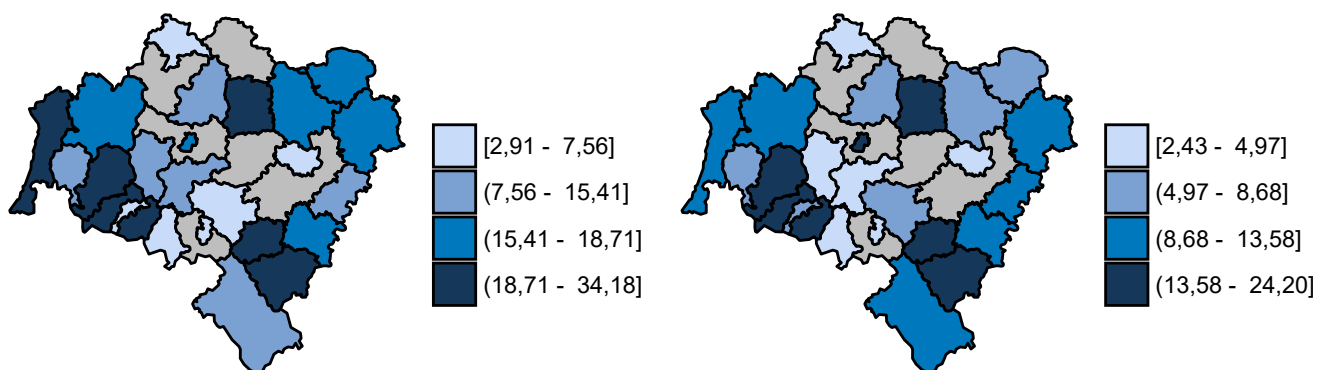 [2,91 - 7,56]
(7,56 - 15,41]
(15,41 - 18,71]
(18,71 - 34,18]
[2,43 - 4,97]
(4,97 - 8,68]
(8,68 - 13,58]
(13,58 - 24,20]